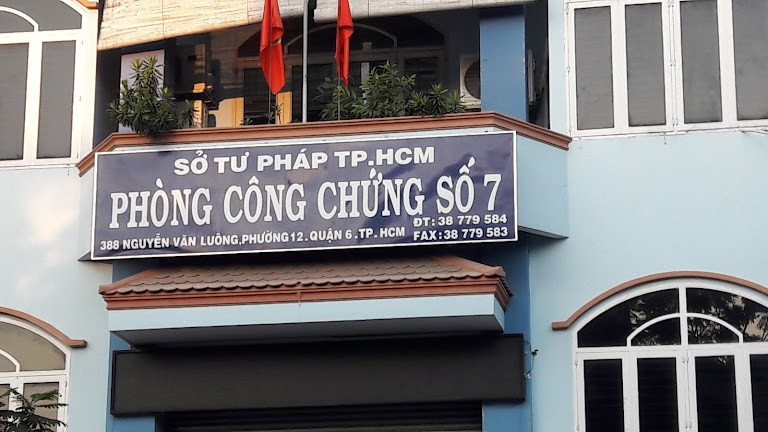 SỞ TƯ PHÁP TP.HCM
PHÒNG CÔNG CHỨNG SỐ 7
388 NGUYỄN VĂN LUÔNG,PHƯỜNG 12.QUẬN 6.TP.HCM
ĐT:38 779 584
FAX:38 779 583